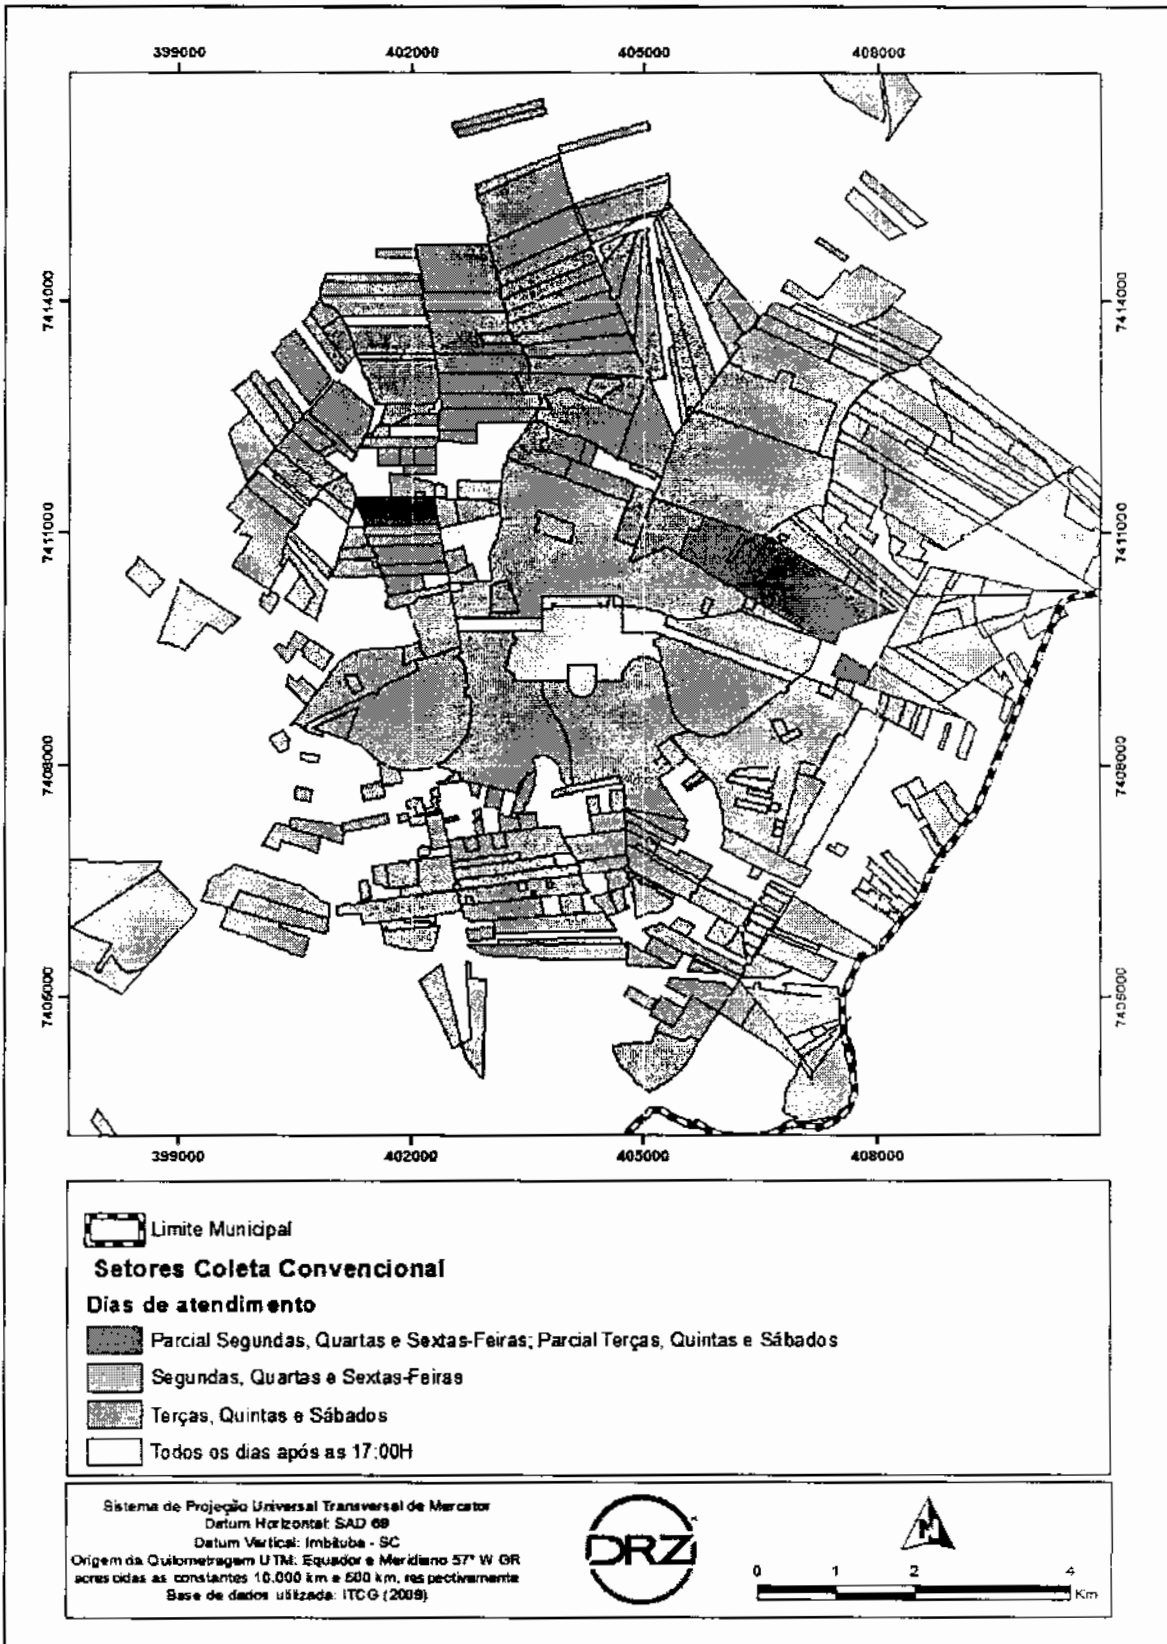 399000 402000 405000 408000
7414000 7414000
7411000 7411000
7408000 7408000
7405000 7405000
399000 402000 405000 408000
Limite Municipal
Setores Coleta Convencional
Dias de atendimento
Parcial Segundas, Quartas e Sextas-Feiras; Parcial Terças, Quintas e Sábados
Segundas, Quartas e Sextas-Feiras
Terças, Quintas e Sábados
Todos os dias após as 17:00H
Sistema de Projeção Universal Transversal de Mercator
Datum Horizontal: SAD 69
Datum Vertical: Imbituba - SC
Origem da Quilometragem UTM: Equador e Meridiano 57° W GR
acrescidas as constantes 10.000 km e 500 km, respectivamente
Base de dados utilizada: ITCG (2009)
DRZ
N
0 1 2 4
Km